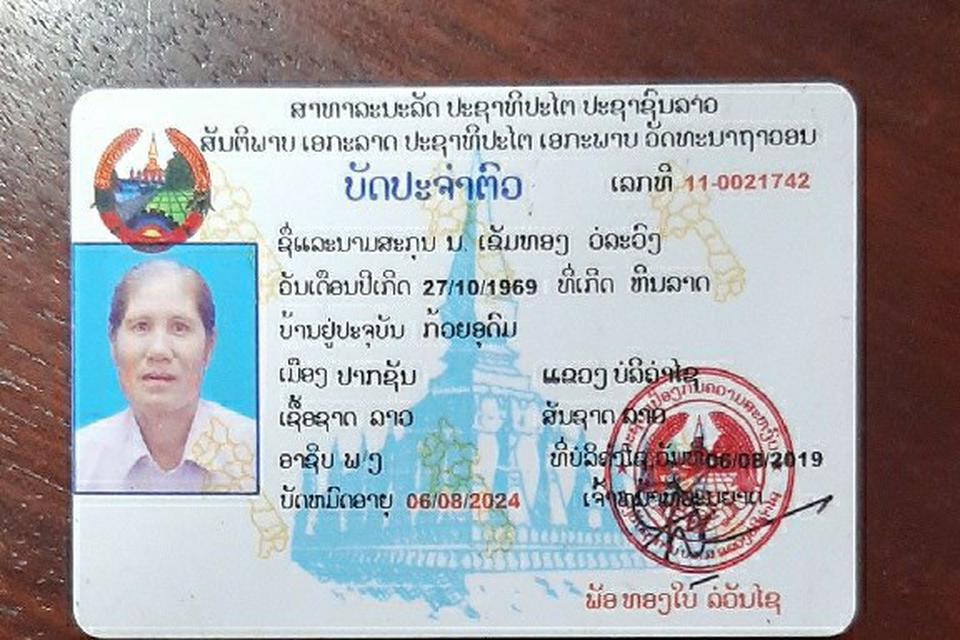 ສາທາລະນະລັດ ປະຊາທິປະໄຕ ປະຊາຊົນລາວ
ສັນຕິພາບ ເອກະລາດ ປະຊາທິປະໄຕ ເອກະພາບ ວັດທະນາຖາວອນ
ບັດປະຈຳຕົວ ເລກທີ 11-0021742
ຊື່ແລະນາມສະກຸນ ນ. ເຂັມທອງ ວໍລະວົງ
ວັນເດືອນປີເກີດ 27/10/1969 ທີ່ເກີດ ຫີນລາດ
ບ້ານຢູ່ປະຈຸບັນ ກ້ວຍອຸດົມ
ເມືອງ ປາກຊັນ ແຂວງ ບໍລິຄຳໄຊ
ເຊື້ອຊາດ ລາວ ສັນຊາດ ລາວ
ອາຊີບ ພ/ງ ທີ່ບໍລິຄຳໄຊ, ວັນທີ 06/08/2019
ບັດຫມົດອາຍຸ 06/08/2024
ພັອ ທອງໃບ ລໍ່ວັນໄຊ